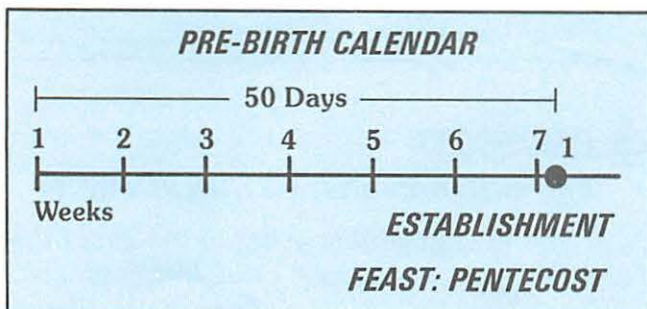 PRE-BIRTH CALENDAR
50 Days
1 2 3 4 5 6 7 1
Weeks
ESTABLISHMENT
FEAST: PENTECOST